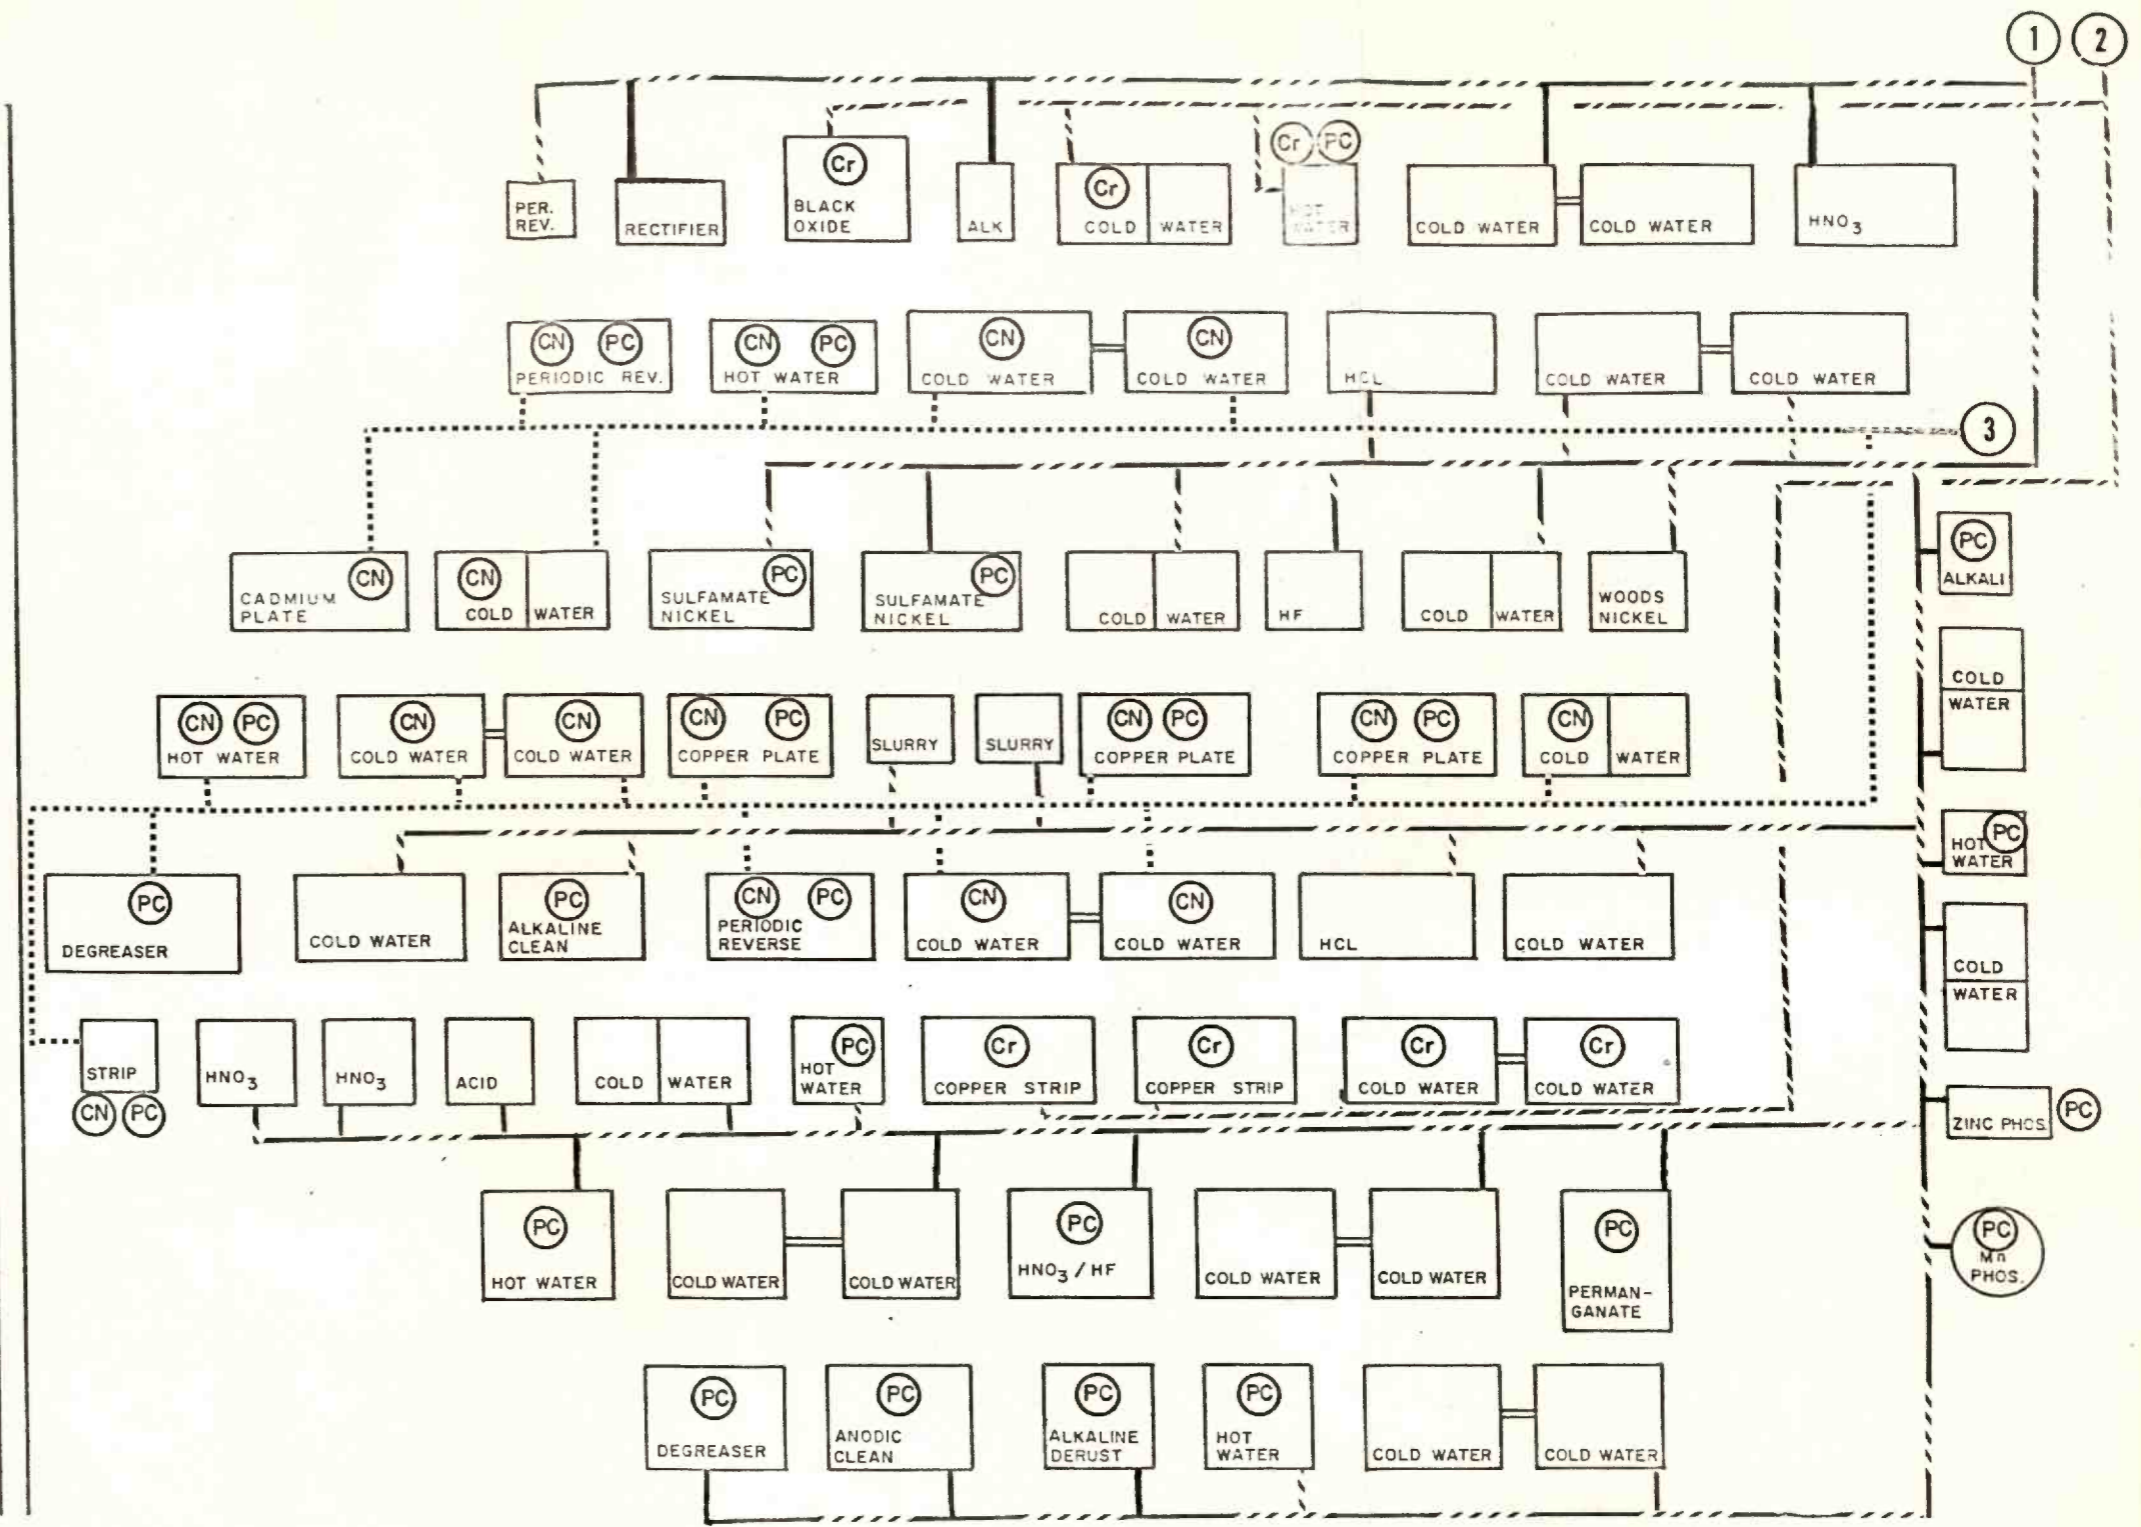 1 2
Cr PC
Cr
Cr
PER.
REV.
RECTIFIER
BLACK
OXIDE
ALK
COLD WATER
HOT
WATER
COLD WATER
COLD WATER
HNO3
CN PC
PERIODIC REV.
CN PC
HOT WATER
CN
COLD WATER
CN
COLD WATER
HCL
COLD WATER
COLD WATER
3
CADMIUM
PLATE
CN
CN
COLD WATER
PC
SULFAMATE
NICKEL
PC
SULFAMATE
NICKEL
COLD WATER
HF
COLD WATER
WOODS
NICKEL
PC
ALKALI
COLD
WATER
CN PC
HOT WATER
CN
COLD WATER
CN
COLD WATER
CN PC
COPPER PLATE
SLURRY
SLURRY
CN PC
COPPER PLATE
CN PC
COPPER PLATE
CN
COLD WATER
PC
HOT
WATER
PC
DEGREASER
COLD WATER
PC
ALKALINE
CLEAN
CN PC
PERIODIC
REVERSE
CN
COLD WATER
CN
COLD WATER
HCL
COLD WATER
COLD
WATER
STRIP
CN PC
HNO3
HNO3
ACID
COLD WATER
PC
HOT
WATER
Cr
COPPER STRIP
Cr
COPPER STRIP
Cr
COLD WATER
Cr
COLD WATER
ZINC PHOS.
PC
PC
HOT WATER
COLD WATER
COLD WATER
PC
HNO3/HF
COLD WATER
COLD WATER
PC
PERMAN-
GANATE
PC
Mn
PHOS.
PC
DEGREASER
PC
ANODIC
CLEAN
PC
ALKALINE
DERUST
PC
HOT
WATER
COLD WATER
COLD WATER